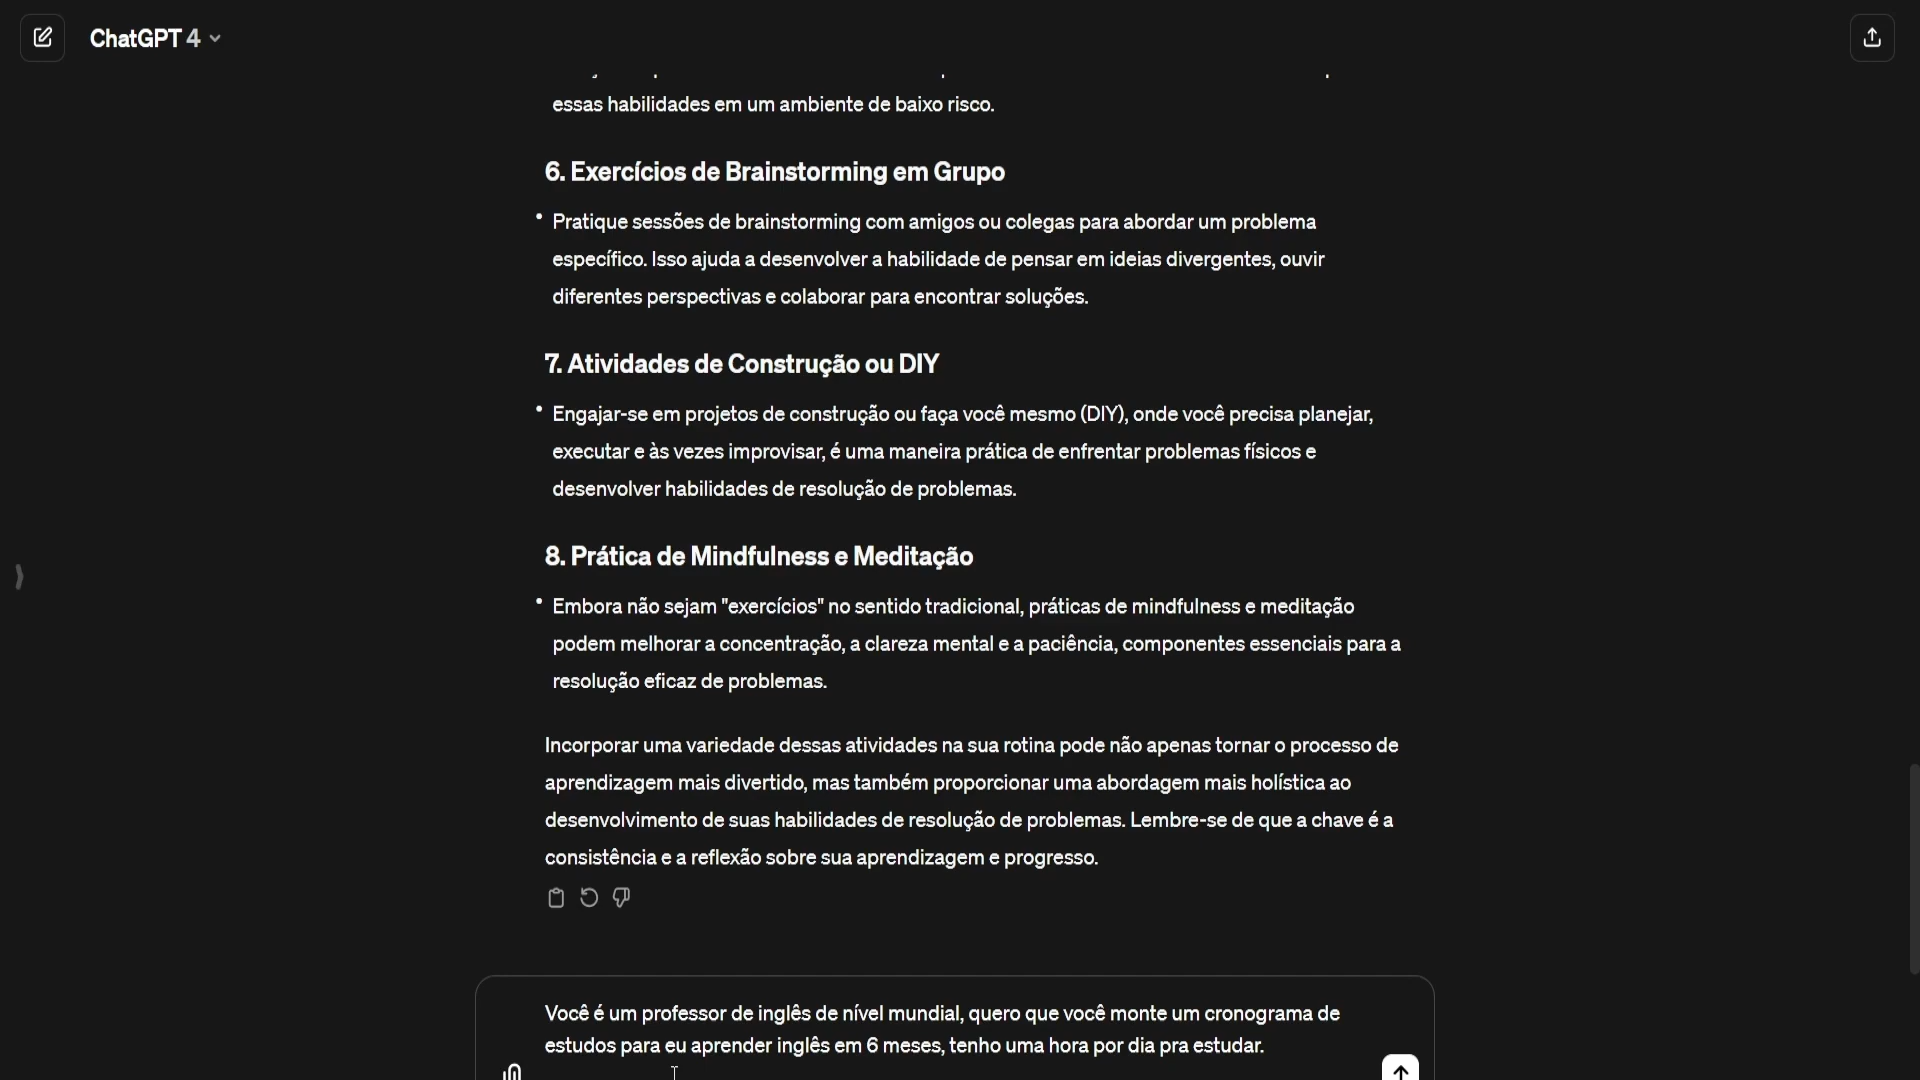 ChatGPT 4
essas habilidades em um ambiente de baixo risco.
6. Exercícios de Brainstorming em Grupo
• Pratique sessões de brainstorming com amigos ou colegas para abordar um problema
específico. Isso ajuda a desenvolver a habilidade de pensar em ideias divergentes, ouvir
diferentes perspectivas e colaborar para encontrar soluções.
7. Atividades de Construção ou DIY
• Engajar-se em projetos de construção ou faça você mesmo (DIY), onde você precisa planejar,
executar e às vezes improvisar, é uma maneira prática de enfrentar problemas físicos e
desenvolver habilidades de resolução de problemas.
8. Prática de Mindfulness e Meditação
• Embora não sejam "exercícios" no sentido tradicional, práticas de mindfulness e meditação
podem melhorar a concentração, a clareza mental e a paciência, componentes essenciais para a
resolução eficaz de problemas.
Incorporar uma variedade dessas atividades na sua rotina pode não apenas tornar o processo de
aprendizagem mais divertido, mas também proporcionar uma abordagem mais holística ao
desenvolvimento de suas habilidades de resolução de problemas. Lembre-se de que a chave é a
consistência e a reflexão sobre sua aprendizagem e progresso.
Você é um professor de inglês de nível mundial, quero que você monte um cronograma de
estudos para eu aprender inglês em 6 meses, tenho uma hora por dia pra estudar.